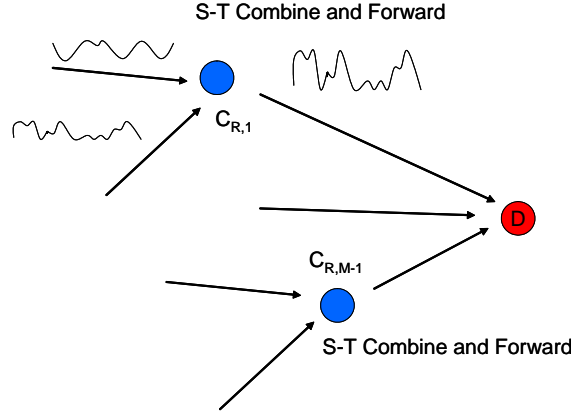 S-T Combine and Forward
C_R,1
D
C_R,M-1
S-T Combine and Forward